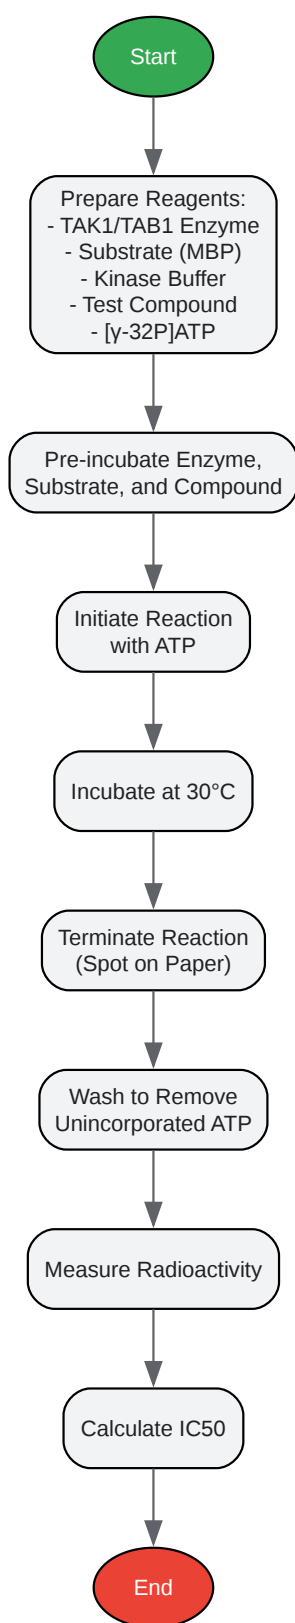 Start
Prepare Reagents:
- TAK1/TAB1 Enzyme
- Substrate (MBP)
- Kinase Buffer
- Test Compound
- [γ-32P]ATP
Pre-incubate Enzyme,
Substrate, and Compound
Initiate Reaction
with ATP
Incubate at 30°C
Terminate Reaction
(Spot on Paper)
Wash to Remove
Unincorporated ATP
Measure Radioactivity
Calculate IC50
End